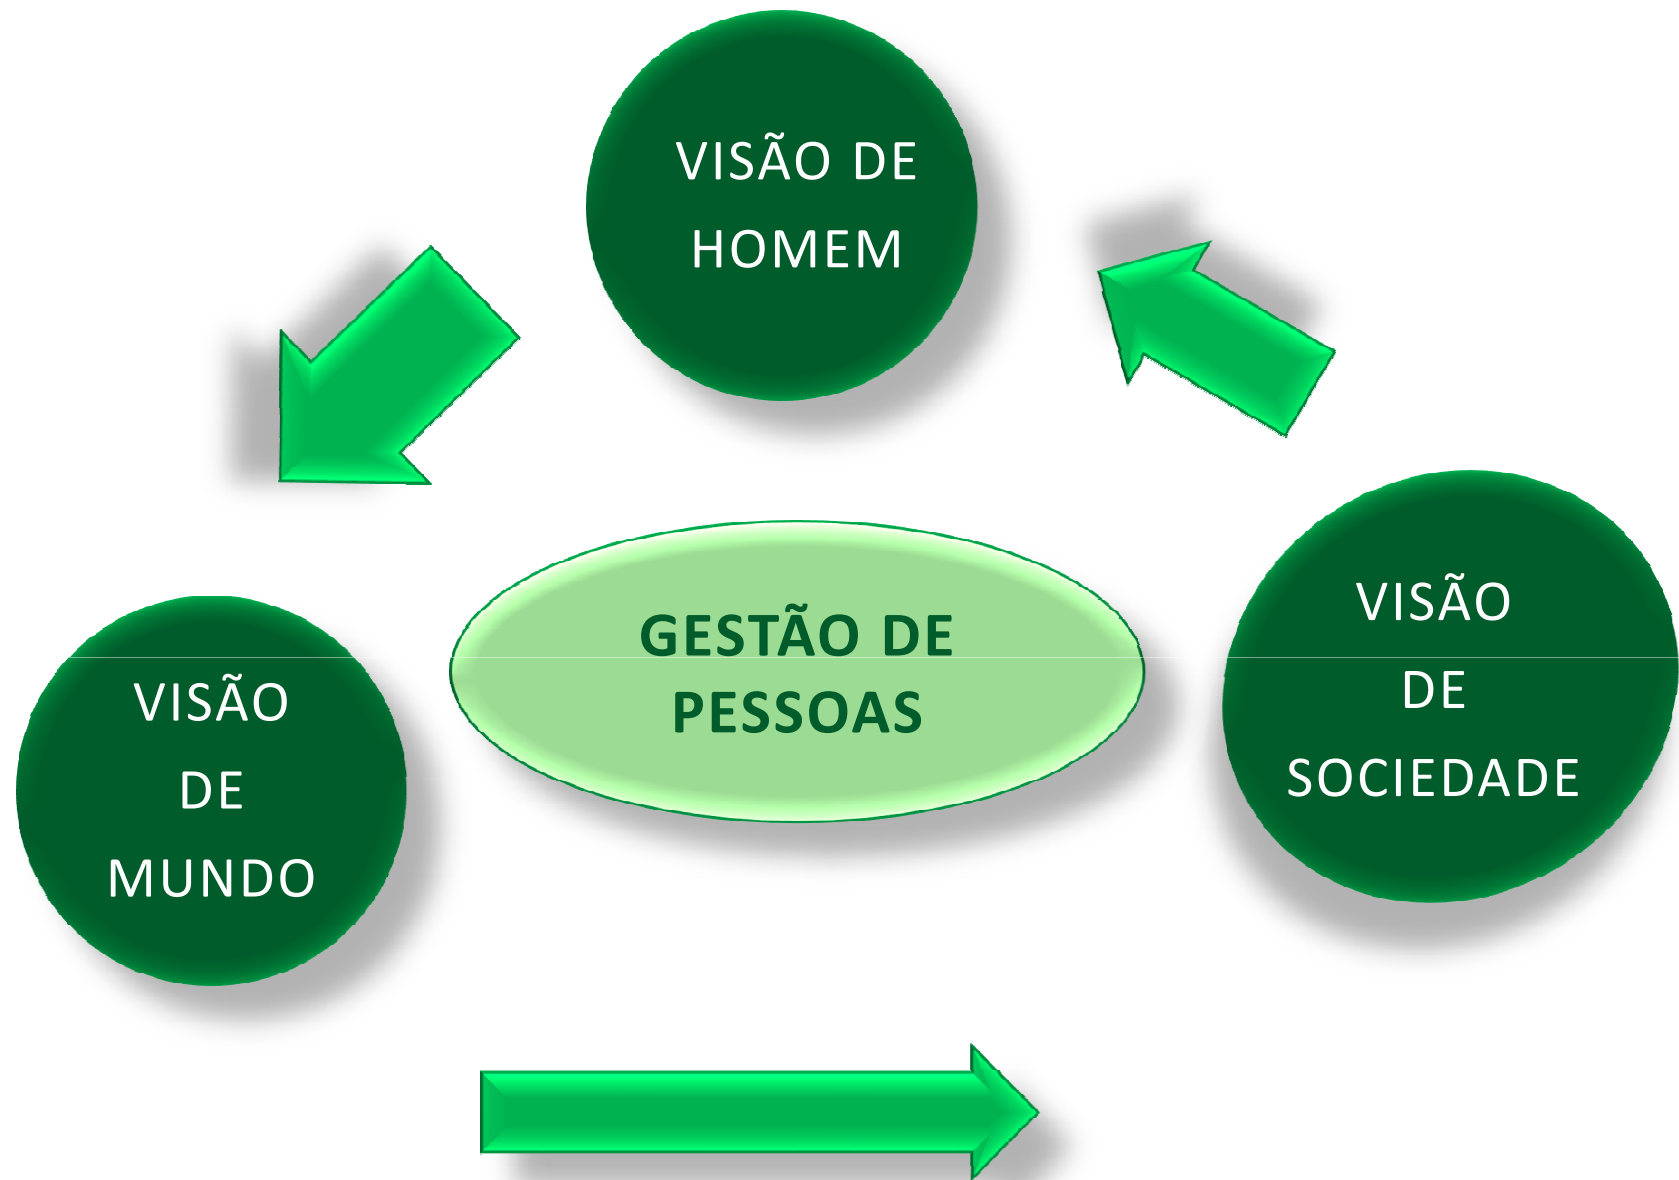 VISÃO DE
HOMEM
GESTÃO DE
PESSOAS
VISÃO
DE
SOCIEDADE
VISÃO
DE
MUNDO